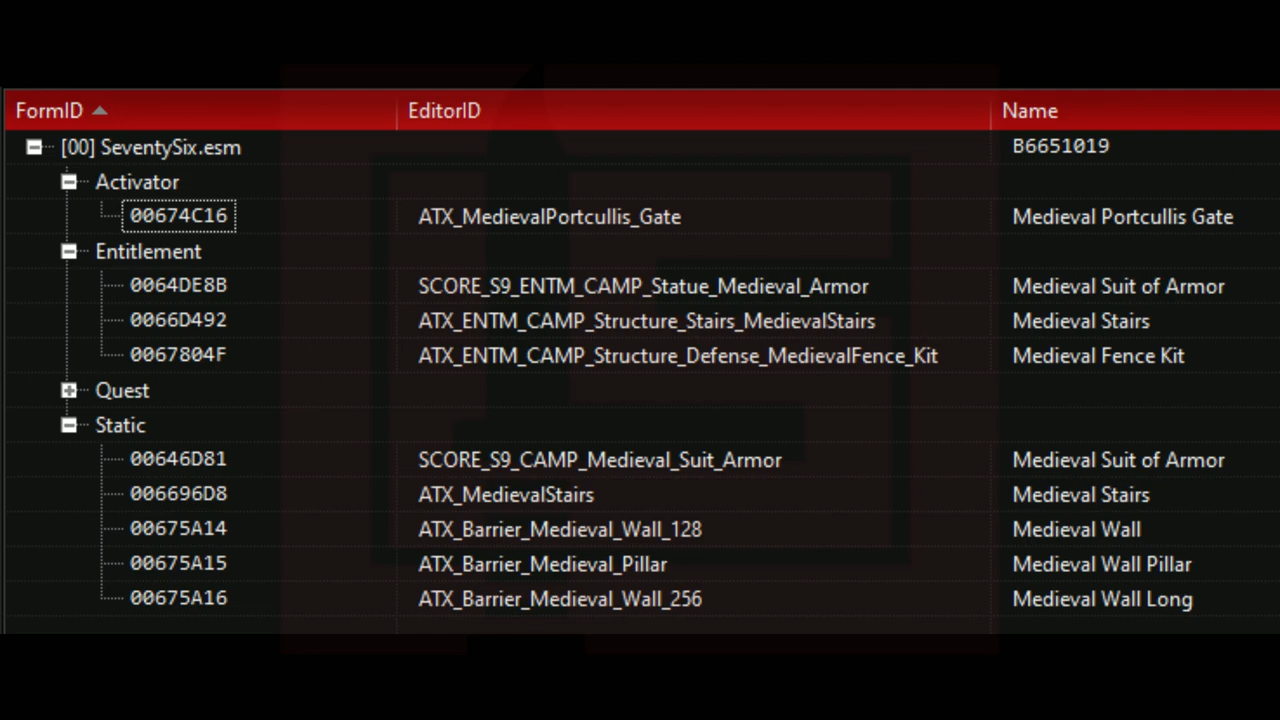 FormID EditorID Name
[00] SeventySix.esm B6651019
Activator
00674C16 ATX_MedievalPortcullis_Gate Medieval Portcullis Gate
Entitlement
0064DE8B SCORE_S9_ENTM_CAMP_Statue_Medieval_Armor Medieval Suit of Armor
0066D492 ATX_ENTM_CAMP_Structure_Stairs_MedievalStairs Medieval Stairs
0067804F ATX_ENTM_CAMP_Structure_Defense_MedievalFence_Kit Medieval Fence Kit
Quest
Static
00646D81 SCORE_S9_CAMP_Medieval_Suit_Armor Medieval Suit of Armor
006696D8 ATX_MedievalStairs Medieval Stairs
00675A14 ATX_Barrier_Medieval_Wall_128 Medieval Wall
00675A15 ATX_Barrier_Medieval_Pillar Medieval Wall Pillar
00675A16 ATX_Barrier_Medieval_Wall_256 Medieval Wall Long